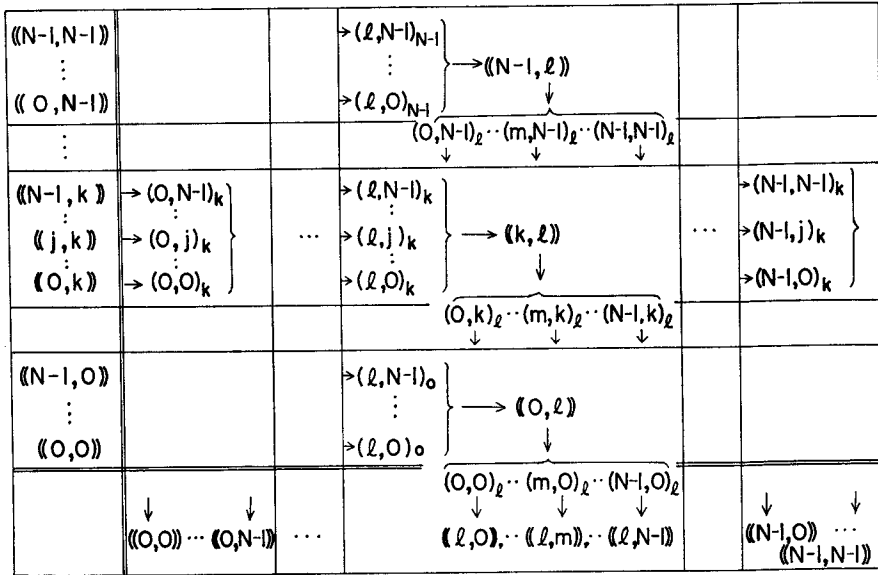 ((N-1,N-1)) →(ℓ,N-1)N-1
⋮ ⋮ →((N-1,ℓ))
((0,N-1)) →(ℓ,0)N-1 ↓
⋮ (0,N-1)ℓ··(m,N-1)ℓ··(N-1,N-1)ℓ
↓ ↓ ↓
((N-1,k)) →(0,N-1)k →(ℓ,N-1)k →(N-1,N-1)k
((j,k)) →(0,j)k ··· →(ℓ,j)k →((k,ℓ)) ··· →(N-1,j)k
((0,k)) →(0,0)k →(ℓ,0)k ↓ →(N-1,0)k
(0,k)ℓ··(m,k)ℓ··(N-1,k)ℓ
↓ ↓ ↓
((N-1,0)) →(ℓ,N-1)0
⋮ ⋮ →((0,ℓ))
((0,0)) →(ℓ,0)0 ↓
(0,0)ℓ··(m,0)ℓ··(N-1,0)ℓ
↓ ↓ ↓ ↓ ↓ ↓ ↓
((0,0))···((0,N-1)) ··· ((ℓ,0)),··((ℓ,m)),··((ℓ,N-1)) ((N-1,0)) ···
((N-1,N-1))